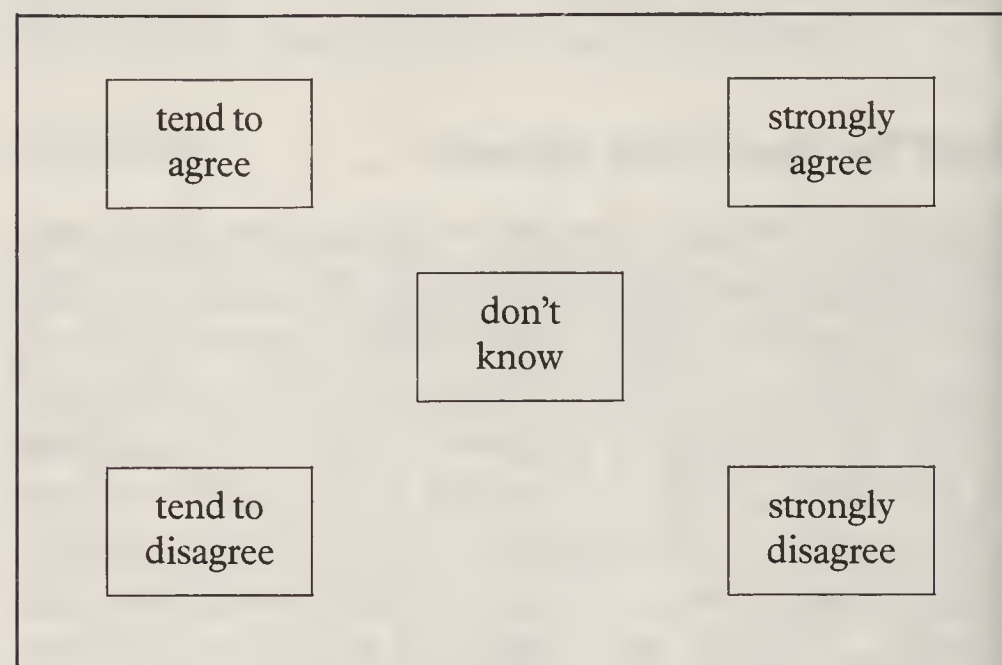 tend to
agree
strongly
agree
don't
know
tend to
disagree
strongly
disagree